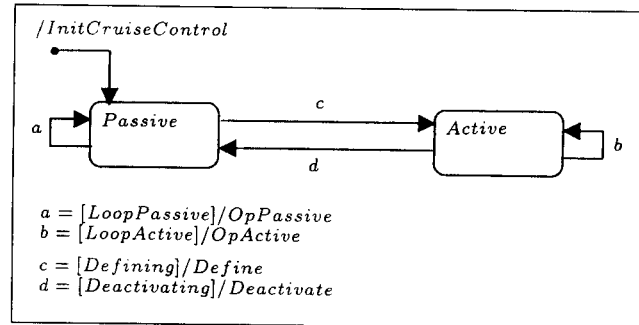 /InitCruiseControl
Passive
c
Active
a
b
d
a = [LoopPassive]/OpPassive
b = [LoopActive]/OpActive
c = [Defining]/Define
d = [Deactivating]/Deactivate